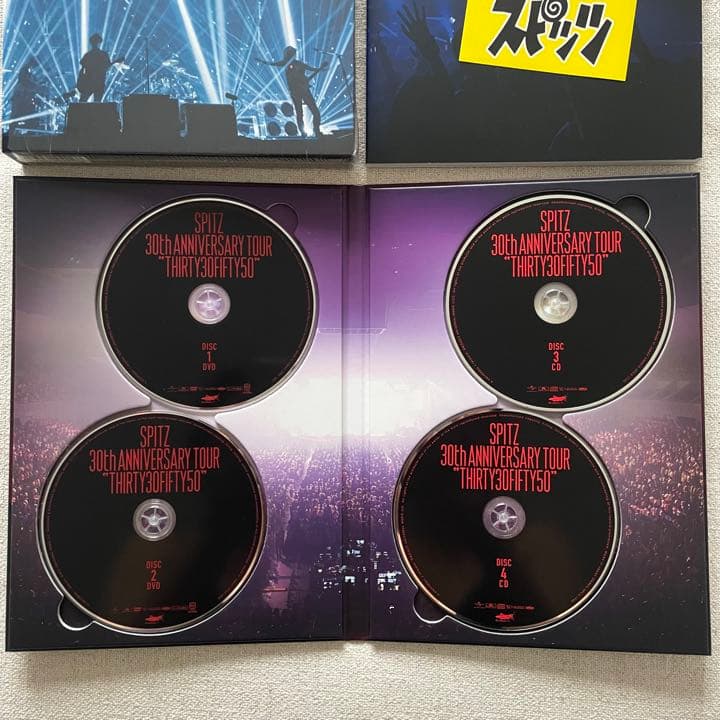 スピッツ
SPITZ
30th ANNIVERSARY TOUR
"THIRTY30FIFTY50"
DISC
1
DVD
SPITZ
30th ANNIVERSARY TOUR
"THIRTY30FIFTY50"
DISC
3
CD
SPITZ
30th ANNIVERSARY TOUR
"THIRTY30FIFTY50"
DISC
2
DVD
SPITZ
30th ANNIVERSARY TOUR
"THIRTY30FIFTY50"
DISC
4
CD